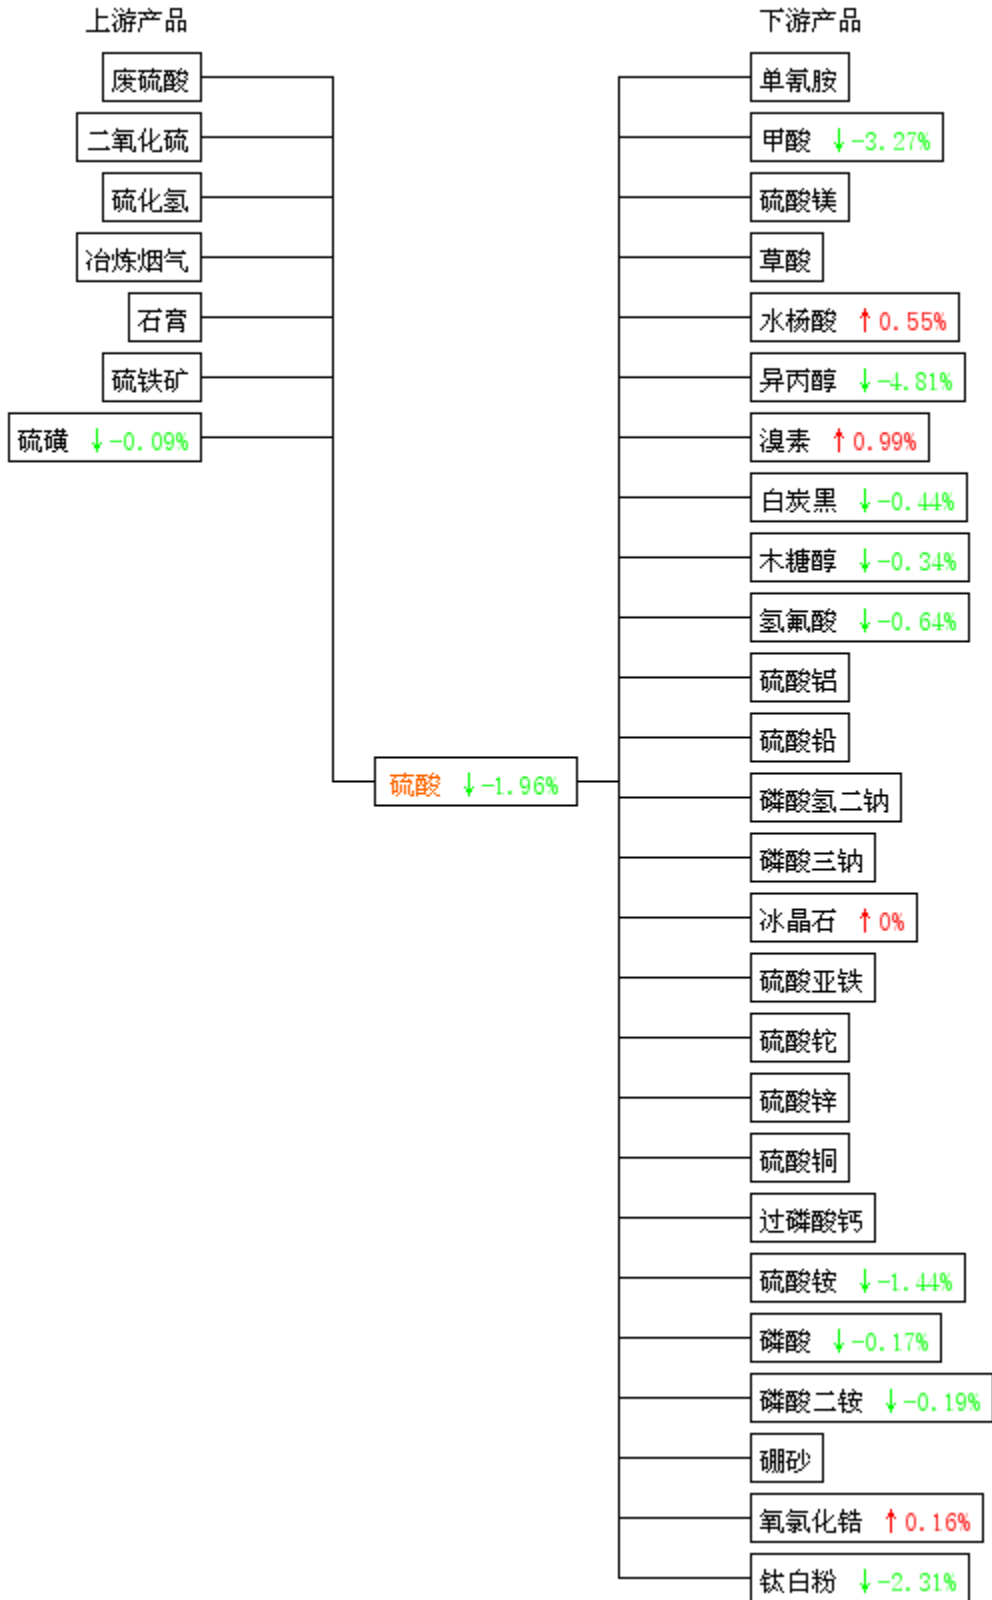 上游产品
废硫酸
二氧化硫
硫化氢
冶炼烟气
石膏
硫铁矿
硫磺 ↓-0.09%
硫酸 ↓-1.96%
下游产品
单氰胺
甲酸 ↓-3.27%
硫酸镁
草酸
水杨酸 ↑0.55%
异丙醇 ↓-4.81%
溴素 ↑0.99%
白炭黑 ↓-0.44%
木糖醇 ↓-0.34%
氢氟酸 ↓-0.64%
硫酸铝
硫酸铅
磷酸氢二钠
磷酸三钠
冰晶石 ↑0%
硫酸亚铁
硫酸铊
硫酸锌
硫酸铜
过磷酸钙
硫酸铵 ↓-1.44%
磷酸 ↓-0.17%
磷酸二铵 ↓-0.19%
硼砂
氧氯化锆 ↑0.16%
钛白粉 ↓-2.31%